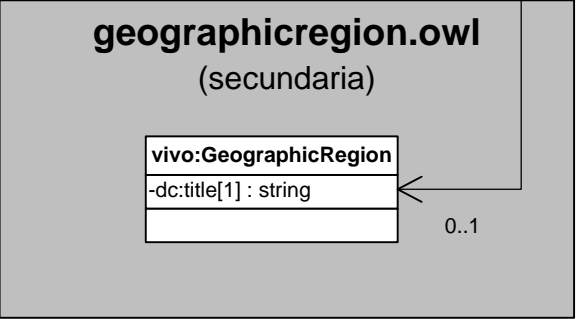 geographicregion.owl
(secundaria)
vivo:GeographicRegion
-dc:title[1] : string
0..1